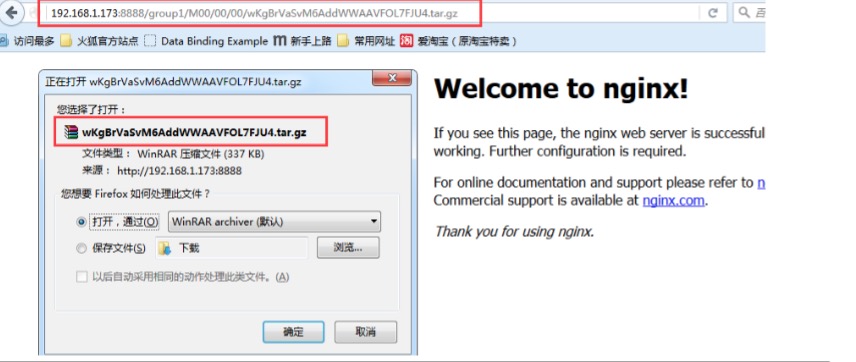 192.168.1.173:8888/group1/M00/00/00/wKgBrVaSvM6AddWWAAVFOL7FJU4.tar.gz
百
访问最多 火狐官方站点 Data Binding Example 新手上路 常用网址 爱淘宝（原淘宝特卖）
正在打开 wKgBrVaSvM6AddWWAAVFOL7FJU4.tar.gz
您选择了打开：
wKgBrVaSvM6AddWWAAVFOL7FJU4.tar.gz
文件类型： WinRAR 压缩文件 (337 KB)
来源： http://192.168.1.173:8888
您想要 Firefox 如何处理此文件？
打开，通过(O) WinRAR archiver (默认)
保存文件(S) 下载 浏览...
以后自动采用相同的动作处理此类文件。(A)
确定 取消
Welcome to nginx!
If you see this page, the nginx web server is successful
working. Further configuration is required.
For online documentation and support please refer to n
Commercial support is available at nginx.com.
Thank you for using nginx.